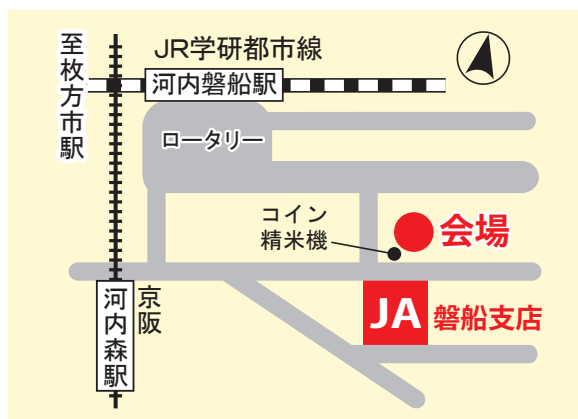 至枚方市駅
JR学研都市線
河内磐船駅
ロータリー
コイン
精米機
会場
京阪
河内森駅
JA
磐船支店